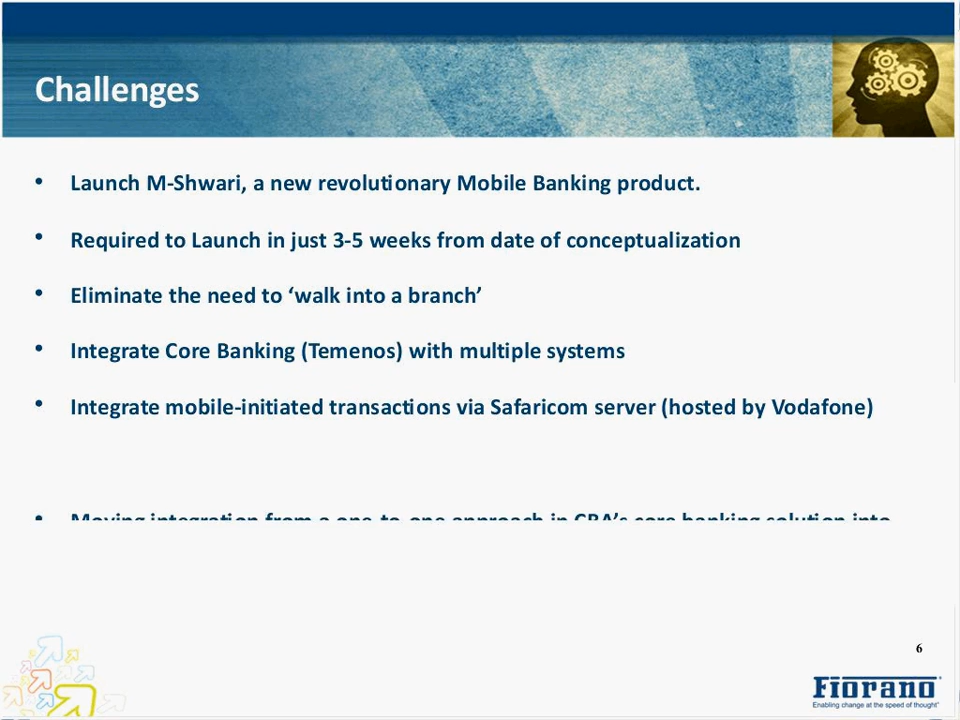 Challenges
• Launch M-Shwari, a new revolutionary Mobile Banking product.
• Required to Launch in just 3-5 weeks from date of conceptualization
• Eliminate the need to ‘walk into a branch’
• Integrate Core Banking (Temenos) with multiple systems
• Integrate mobile-initiated transactions via Safaricom server (hosted by Vodafone)
• Moving integration from a one-to-one approach in CBA’s core banking solution into
6
Fiorano
Enabling change at the speed of thought